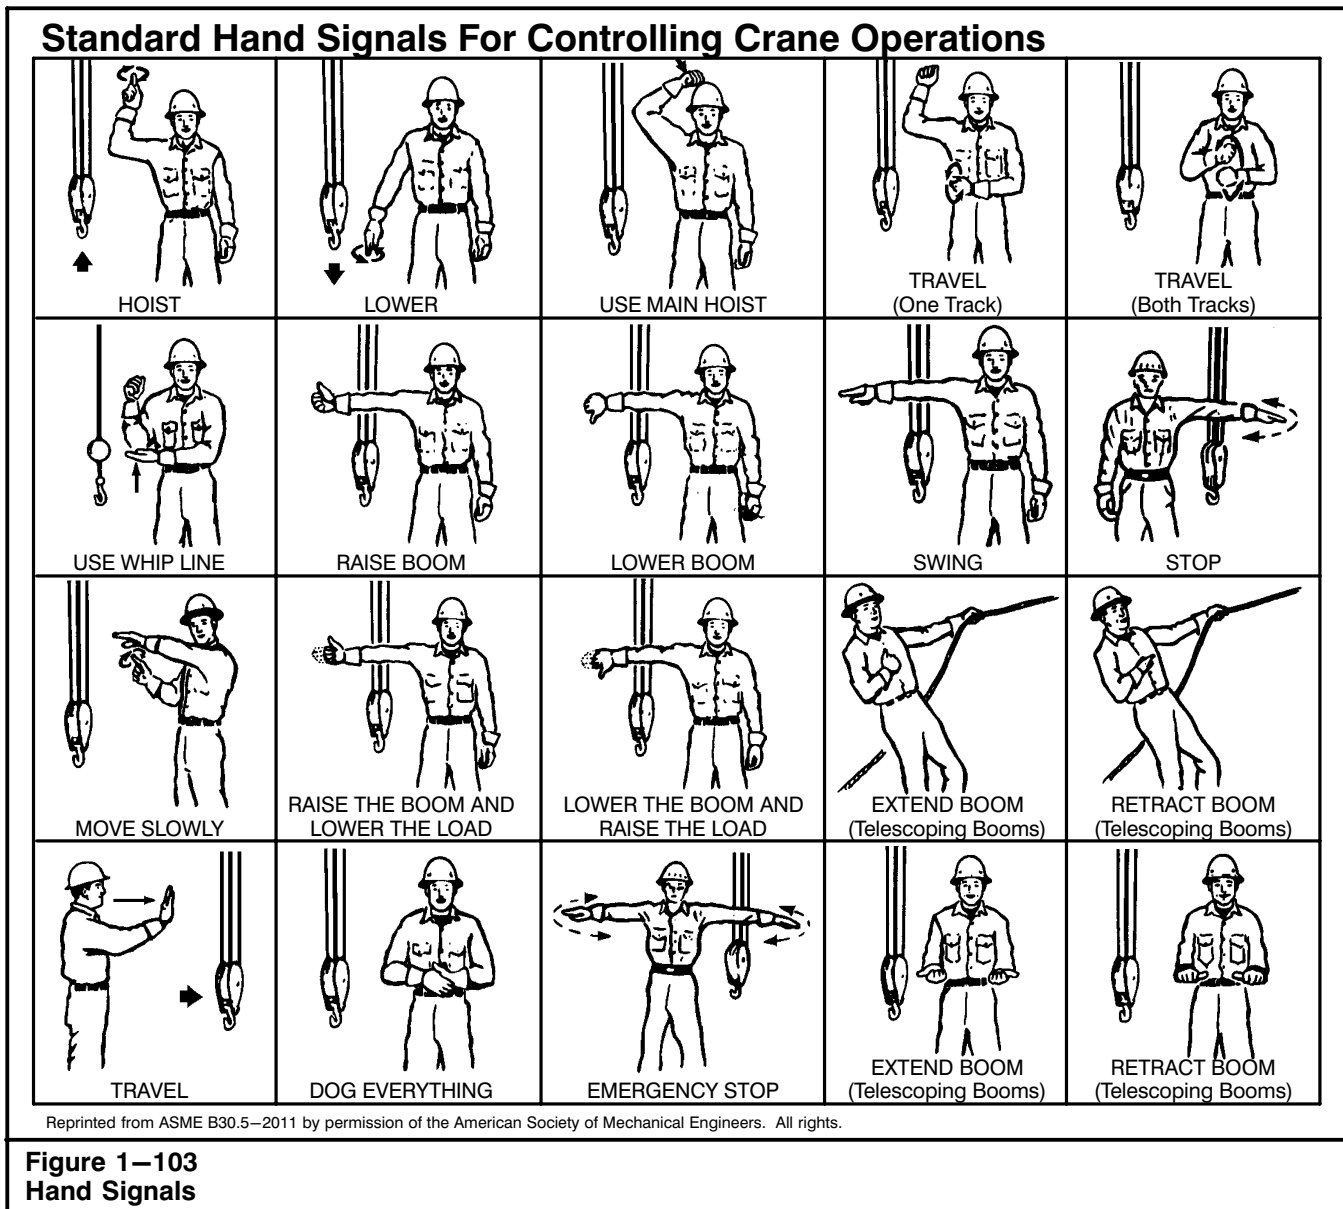 Standard Hand Signals For Controlling Crane Operations
HOIST
LOWER
USE MAIN HOIST
TRAVEL
(One Track)
TRAVEL
(Both Tracks)
USE WHIP LINE
RAISE BOOM
LOWER BOOM
SWING
STOP
MOVE SLOWLY
RAISE THE BOOM AND
LOWER THE LOAD
LOWER THE BOOM AND
RAISE THE LOAD
EXTEND BOOM
(Telescoping Booms)
RETRACT BOOM
(Telescoping Booms)
TRAVEL
DOG EVERYTHING
EMERGENCY STOP
EXTEND BOOM
(Telescoping Booms)
RETRACT BOOM
(Telescoping Booms)
Reprinted from ASME B30.5–2011 by permission of the American Society of Mechanical Engineers. All rights.
Figure 1–103
Hand Signals